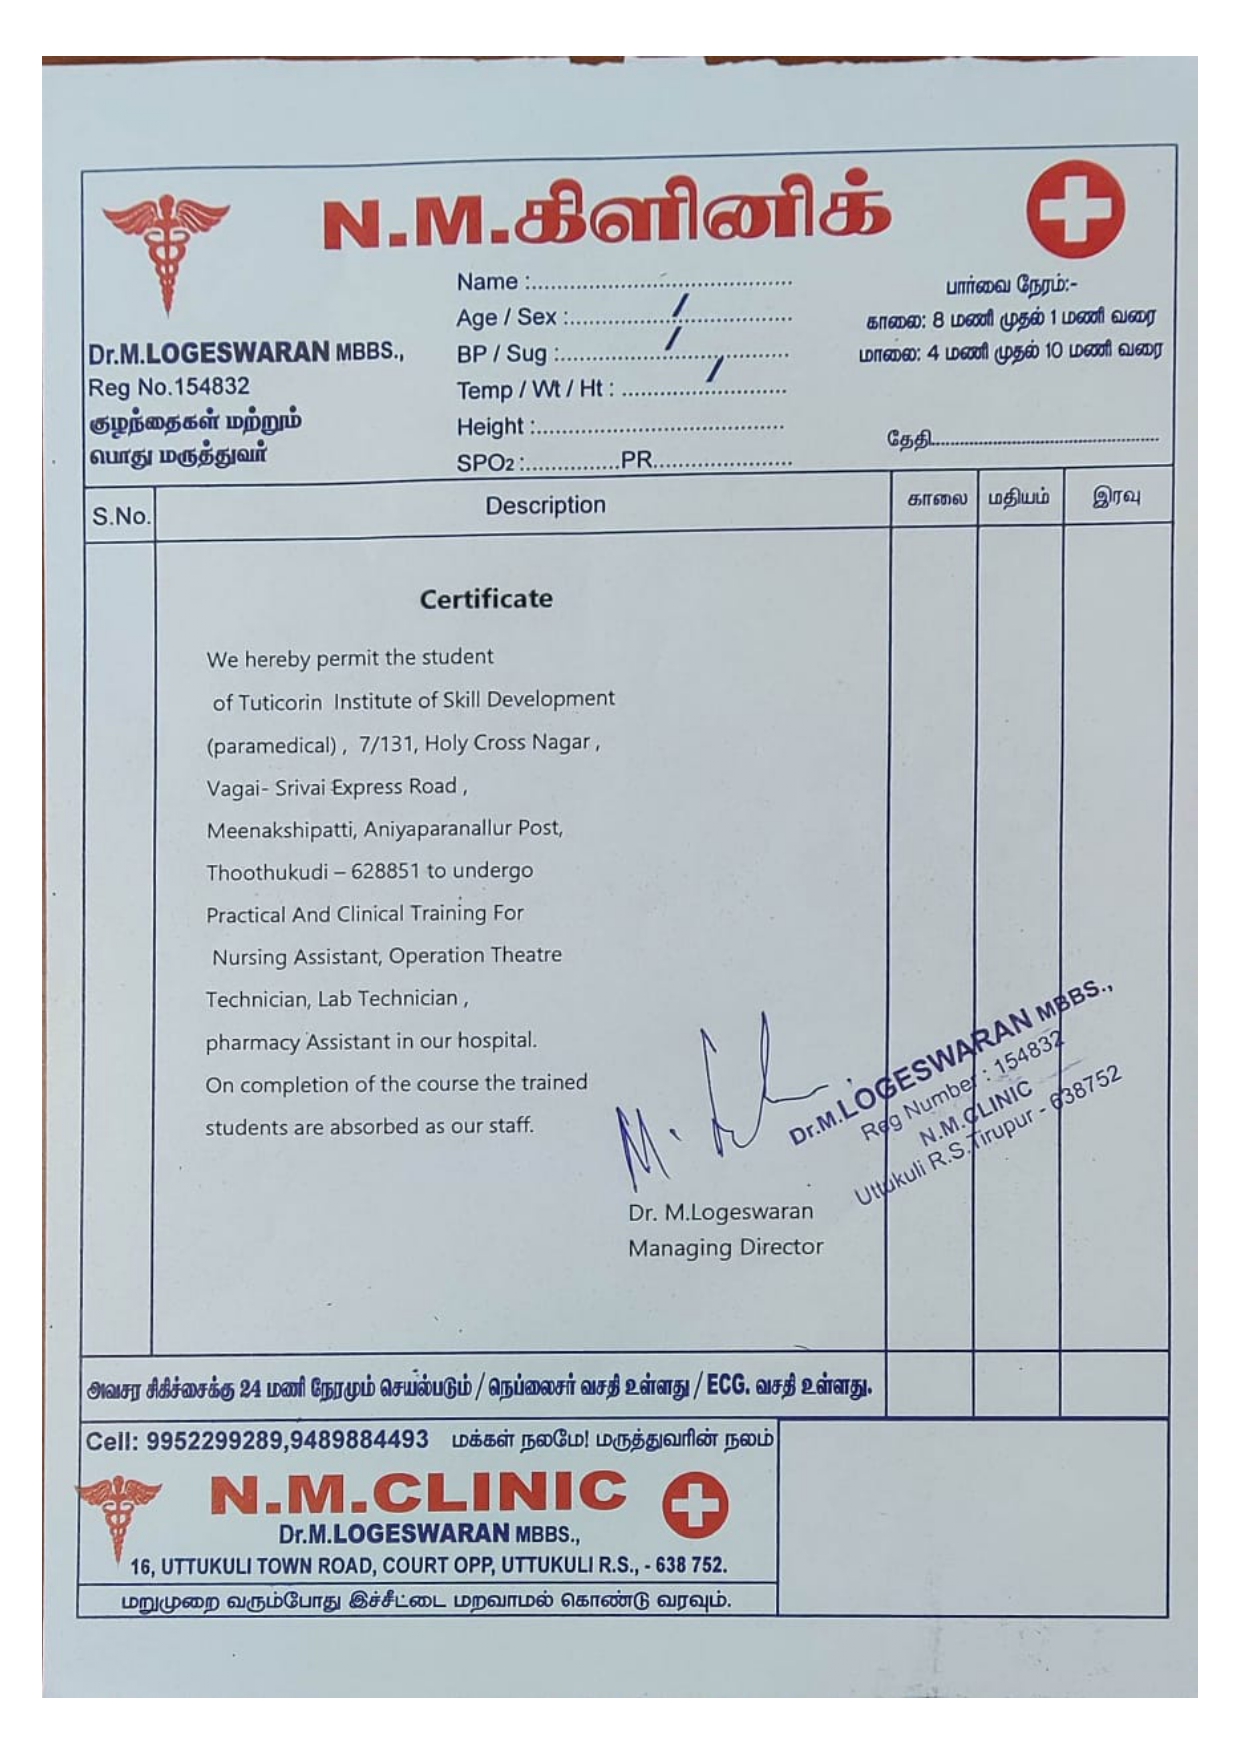 N.M.கிளினிக்
Dr.M.LOGESWARAN MBBS.,
Reg No.154832
குழந்தைகள் மற்றும்
பொது மருத்துவர்
Name :........................................
Age / Sex :................/...............
BP / Sug :................/...............
Temp / Wt / Ht : ............/...........
Height :.....................................
SPO2 :..............PR......................
பார்வை நேரம்:-
காலை: 8 மணி முதல் 1 மணி வரை
மாலை: 4 மணி முதல் 10 மணி வரை
தேதி..................................................
S.No. Description காலை மதியம் இரவு
Certificate
We hereby permit the student
of Tuticorin Institute of Skill Development
(paramedical) , 7/131, Holy Cross Nagar ,
Vagai- Srivai Express Road ,
Meenakshipatti, Aniyaparanallur Post,
Thoothukudi – 628851 to undergo
Practical And Clinical Training For
Nursing Assistant, Operation Theatre
Technician, Lab Technician ,
pharmacy Assistant in our hospital.
On completion of the course the trained
students are absorbed as our staff.
Dr.M.LOGESWARAN MBBS.,
Reg Number : 154832
N.M.CLINIC
Uttukuli R.S.Tirupur - 638752
Dr. M.Logeswaran
Managing Director
அவசர சிகிச்சைக்கு 24 மணி நேரமும் செயல்படும் / நெப்லைசர் வசதி உள்ளது / ECG. வசதி உள்ளது.
Cell: 9952299289,9489884493 மக்கள் நலமே! மருத்துவரின் நலம்
N.M.CLINIC
Dr.M.LOGESWARAN MBBS.,
16, UTTUKULI TOWN ROAD, COURT OPP, UTTUKULI R.S., - 638 752.
மறுமுறை வரும்போது இச்சீட்டை மறவாமல் கொண்டு வரவும்.